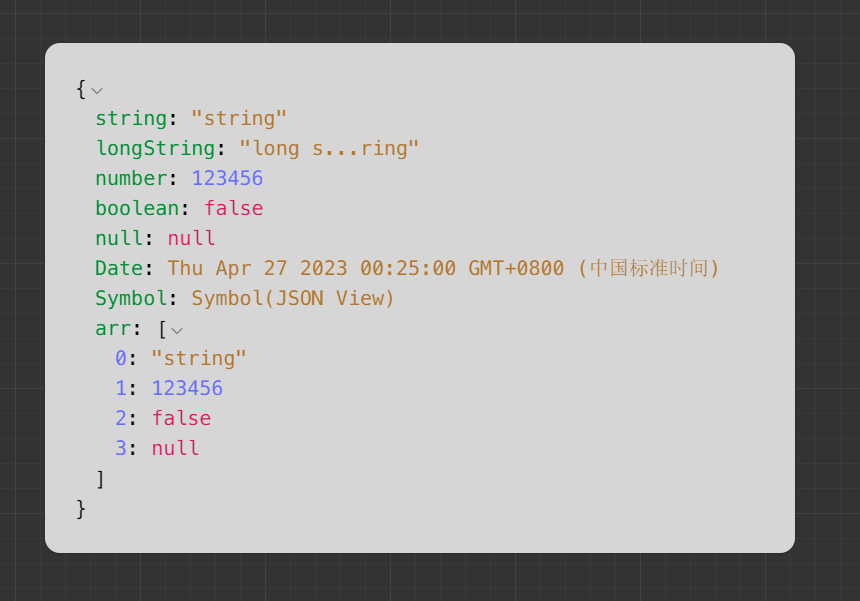 {
string: "string"
longString: "long s...ring"
number: 123456
boolean: false
null: null
Date: Thu Apr 27 2023 00:25:00 GMT+0800 (中国标准时间)
Symbol: Symbol(JSON View)
arr: [
0: "string"
1: 123456
2: false
3: null
]
}